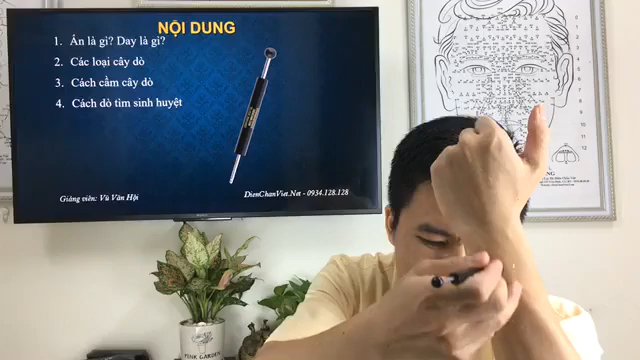 NỘI DUNG
1. Ấn là gì? Day là gì?
2. Các loại cây dò
3. Cách cầm cây dò
4. Cách dò tìm sinh huyệt
Giảng viên: Vũ Văn Hội
DienChanViet.Net - 0934.128.128
PINK GARDEN